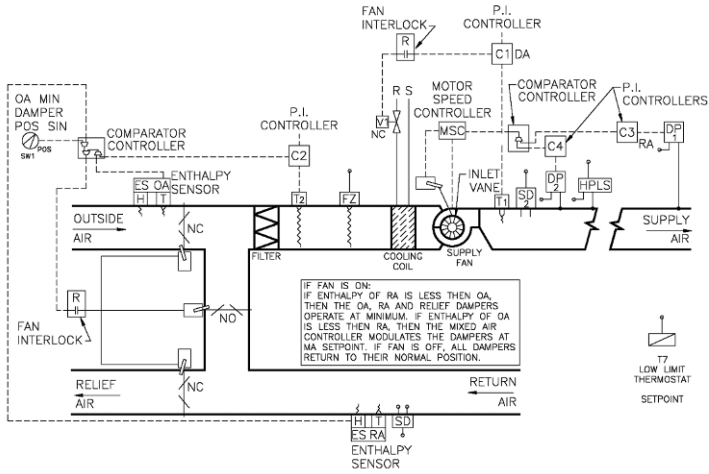 FAN
INTERLOCK
R
P.I.
CONTROLLER
C1 DA
R S
V1
NC
MOTOR
SPEED
CONTROLLER
MSC
COMPARATOR
CONTROLLER
P.I.
CONTROLLERS
C3
RA
DP
1
C4
DP
2
HPLS
SD
2
T1
INLET
VANE
OA MIN
DAMPER
POS SIN
POS
SW1
COMPARATOR
CONTROLLER
P.I.
CONTROLLER
C2
ENTHALPY
SENSOR
ES OA
H T
T2
FZ
OUTSIDE
AIR
NC
FILTER
COOLING
COIL
SUPPLY
FAN
SUPPLY
AIR
R
FAN
INTERLOCK
NO
IF FAN IS ON:
IF ENTHALPY OF RA IS LESS THEN OA,
THEN THE OA, RA AND RELIEF DAMPERS
OPERATE AT MINIMUM. IF ENTHALPY OF OA
IS LESS THEN RA, THEN THE MIXED AIR
CONTROLLER MODULATES THE DAMPERS AT
MA SETPOINT. IF FAN IS OFF, ALL DAMPERS
RETURN TO THEIR NORMAL POSITION.
T7
LOW LIMIT
THERMOSTAT
SETPOINT
RELIEF
AIR
NC
RETURN
AIR
H T SD
ES RA
ENTHALPY
SENSOR